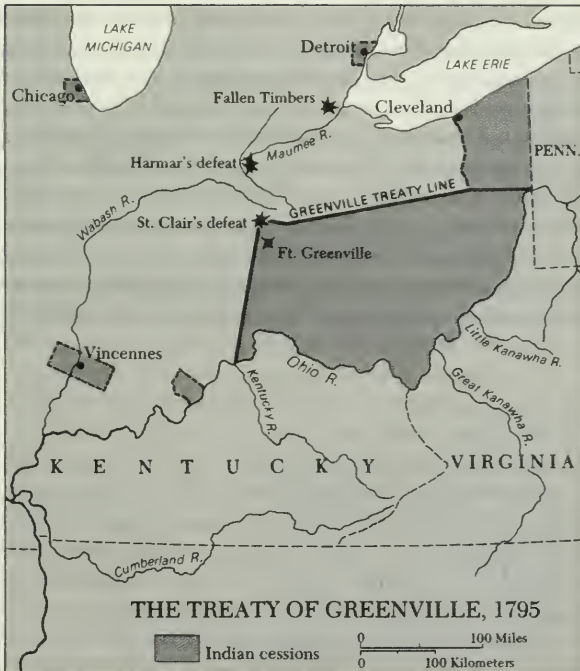 LAKE
MICHIGAN
Detroit
LAKE ERIE
Chicago
Fallen Timbers
Cleveland
Maumee R.
PENN.
Harmar's defeat
GREENVILLE TREATY LINE
Wabash R.
St. Clair's defeat
Ft. Greenville
Vincennes
Ohio R.
Little Kanawha R.
Kentucky R.
Great Kanawha R.
KENTUCKY
VIRGINIA
Cumberland R.
THE TREATY OF GREENVILLE, 1795
Indian cessions
0 100 Miles
0 100 Kilometers